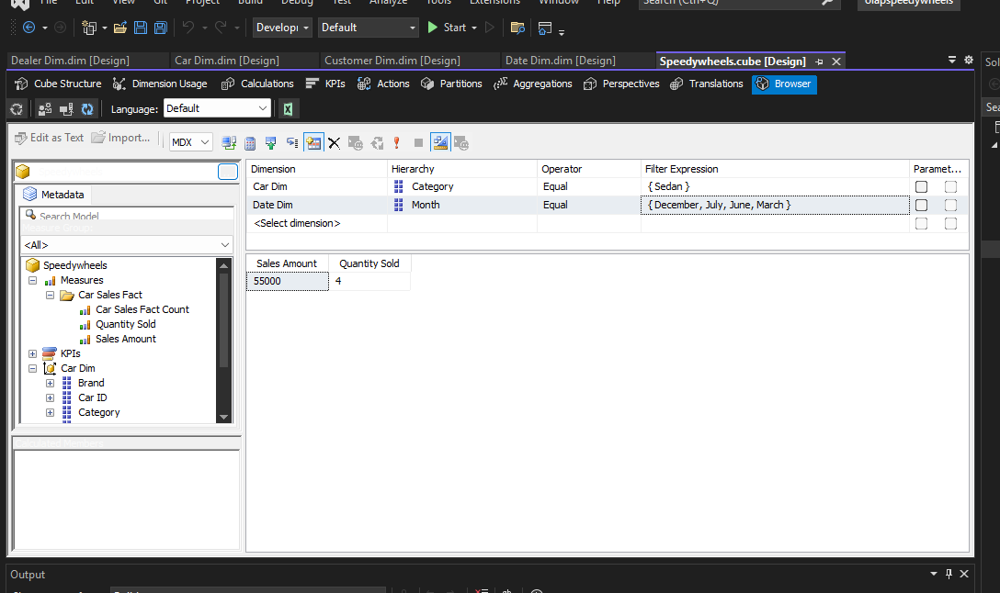 File Edit View Git Project Build Debug Test Analyze Tools Extensions Window Help Search (Ctrl+Q) olapspeedywheels
Developi Default Start
Dealer Dim.dim [Design] Car Dim.dim [Design] Customer Dim.dim [Design] Date Dim.dim [Design] Speedywheels.cube [Design] Sol
Cube Structure Dimension Usage Calculations KPIs Actions Partitions Aggregations Perspectives Translations Browser
Language: Default Sea
Edit as Text Import... MDX
Dimension Hierarchy Operator Filter Expression Paramet...
Car Dim Category Equal { Sedan }
Date Dim Month Equal { December, July, June, March }
<Select dimension>
Metadata
Search Model
Measure Group:
<All>
Speedywheels
Measures
Car Sales Fact
Car Sales Fact Count
Quantity Sold
Sales Amount
KPIs
Car Dim
Brand
Car ID
Category
Sales Amount Quantity Sold
55000 4
Calculated Members
Output